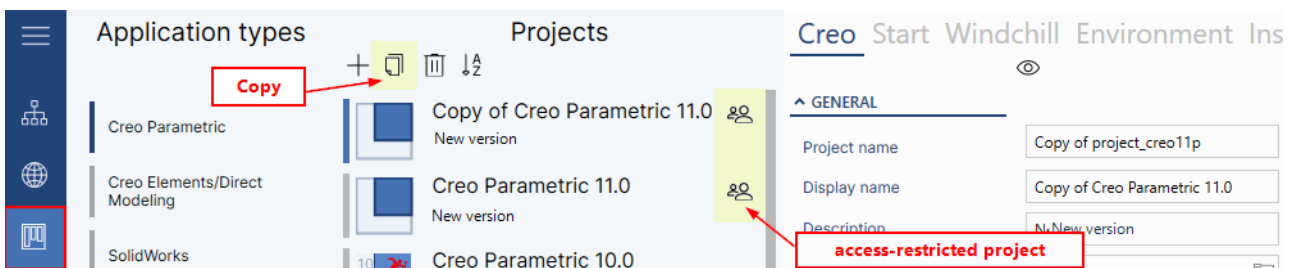 Application types
Projects
Creo Start Windchill Environment Ins
Copy
A
Z
GENERAL
Creo Parametric
Copy of Creo Parametric 11.0
New version
Project name
Copy of project_creo11p
Creo Elements/Direct
Modeling
Creo Parametric 11.0
New version
Display name
Copy of Creo Parametric 11.0
Description
New version
access-restricted project
SolidWorks
10
Creo Parametric 10.0